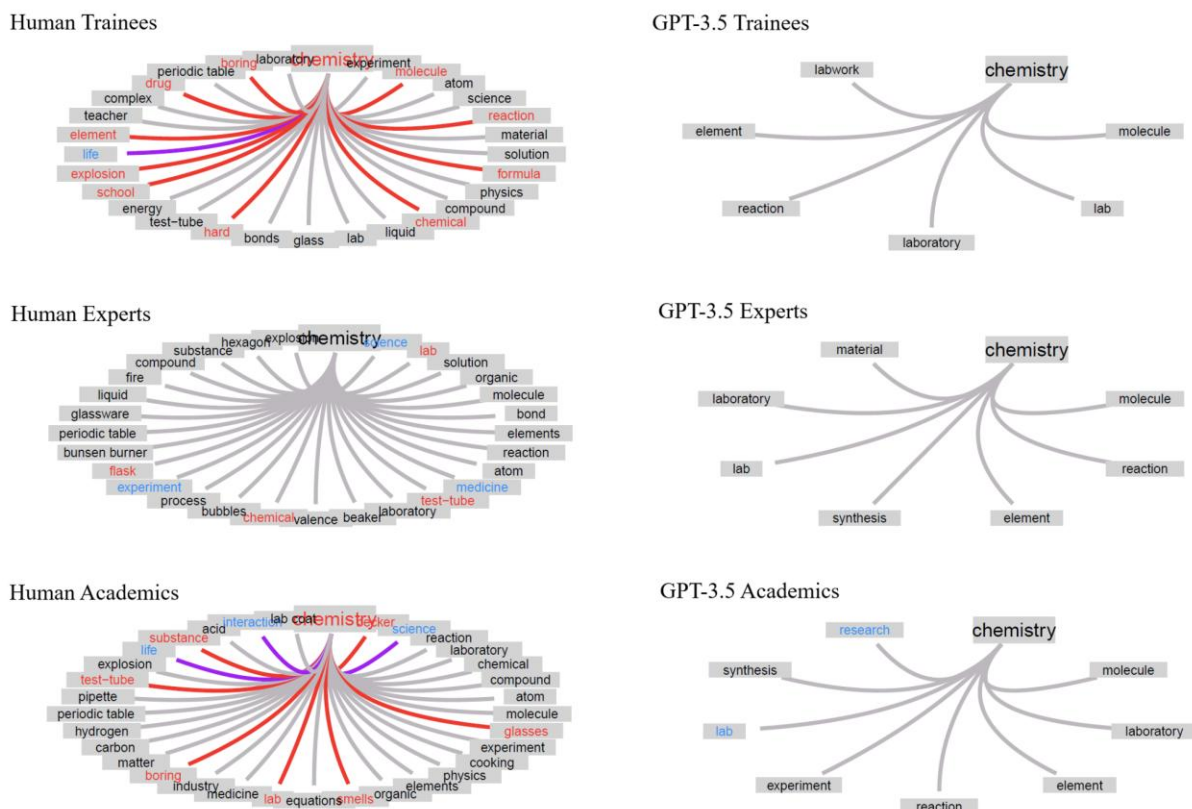 Human Trainees
chemistry
experiment
molecule
atom
science
reaction
material
solution
formula
physics
compound
chemical
liquid
lab
glass
bonds
hard
test-tube
energy
school
explosion
life
element
teacher
complex
drug
periodic table
boring
laboratory
GPT-3.5 Trainees
chemistry
molecule
lab
laboratory
reaction
element
labwork
Human Experts
chemistry
science
lab
solution
organic
molecule
bond
elements
reaction
atom
medicine
test-tube
laboratory
beaker
valence
chemical
bubbles
process
experiment
flask
bunsen burner
periodic table
glassware
liquid
fire
compound
substance
hexagon
explosion
GPT-3.5 Experts
chemistry
molecule
reaction
element
synthesis
lab
laboratory
material
Human Academics
chemistry
science
reaction
laboratory
chemical
compound
atom
molecule
glasses
experiment
cooking
physics
elements
organic
smells
equations
lab
medicine
industry
boring
matter
carbon
hydrogen
periodic table
pipette
test-tube
explosion
life
substance
acid
interaction
lab coat
GPT-3.5 Academics
chemistry
molecule
laboratory
element
reaction
experiment
lab
synthesis
research